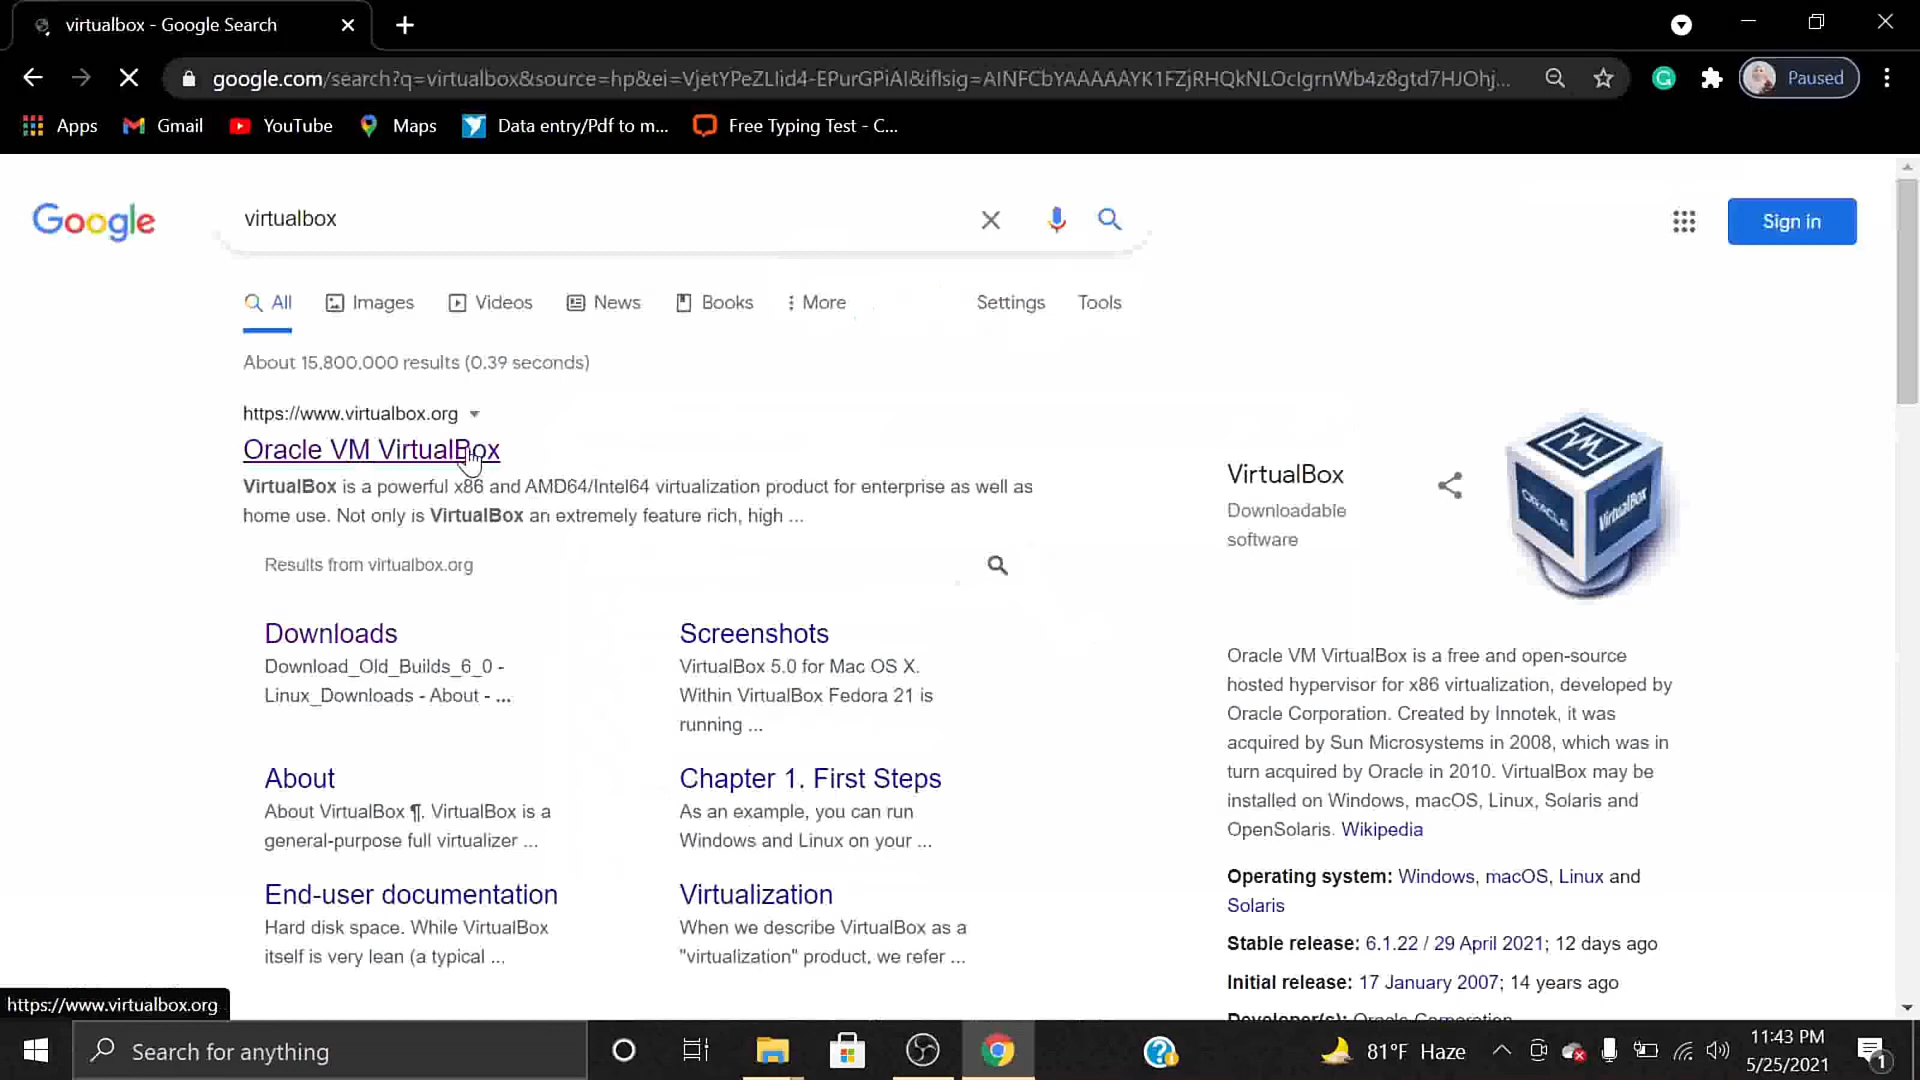 virtualbox - Google Search
google.com/search?q=virtualbox&source=hp&ei=VjetYPeZLIid4-EPurGPiAI&iflsig=AINFCbYAAAAAYK1FZjRHQkNLOcIgrnWb4z8gtd7HJOhj...
Paused
Apps
Gmail
YouTube
Maps
Data entry/Pdf to m...
Free Typing Test - C...
Google
virtualbox
Sign in
All
Images
Videos
News
Books
More
Settings
Tools
About 15,800,000 results (0.39 seconds)
https://www.virtualbox.org
Oracle VM VirtualBox
VirtualBox is a powerful x86 and AMD64/Intel64 virtualization product for enterprise as well as
home use. Not only is VirtualBox an extremely feature rich, high ...
Results from virtualbox.org
Downloads
Download_Old_Builds_6_0 -
Linux_Downloads - About - ...
Screenshots
VirtualBox 5.0 for Mac OS X.
Within VirtualBox Fedora 21 is
running ...
About
About VirtualBox ¶. VirtualBox is a
general-purpose full virtualizer ...
Chapter 1. First Steps
As an example, you can run
Windows and Linux on your ...
End-user documentation
Hard disk space. While VirtualBox
itself is very lean (a typical ...
Virtualization
When we describe VirtualBox as a
"virtualization" product, we refer ...
VirtualBox
Downloadable
software
ORACLE
VirtualBox
Oracle VM VirtualBox is a free and open-source
hosted hypervisor for x86 virtualization, developed by
Oracle Corporation. Created by Innotek, it was
acquired by Sun Microsystems in 2008, which was in
turn acquired by Oracle in 2010. VirtualBox may be
installed on Windows, macOS, Linux, Solaris and
OpenSolaris. Wikipedia
Operating system: Windows, macOS, Linux and
Solaris
Stable release: 6.1.22 / 29 April 2021; 12 days ago
Initial release: 17 January 2007; 14 years ago
Developer(s): Oracle Corporation
https://www.virtualbox.org
Search for anything
81°F Haze
11:43 PM
5/25/2021
1